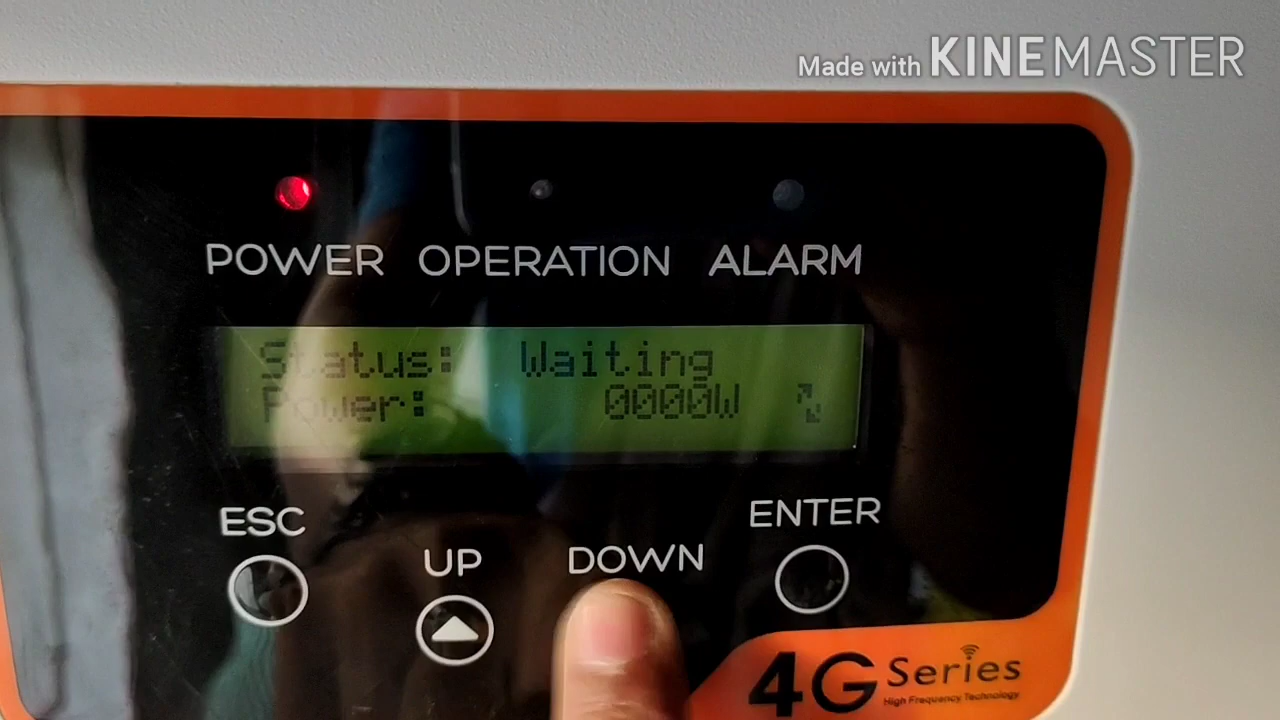 Made with KINEMASTER
POWER OPERATION ALARM
Status: Waiting
Power: 0000W
ESC
UP
DOWN
ENTER
4G Series
High Frequency Technology